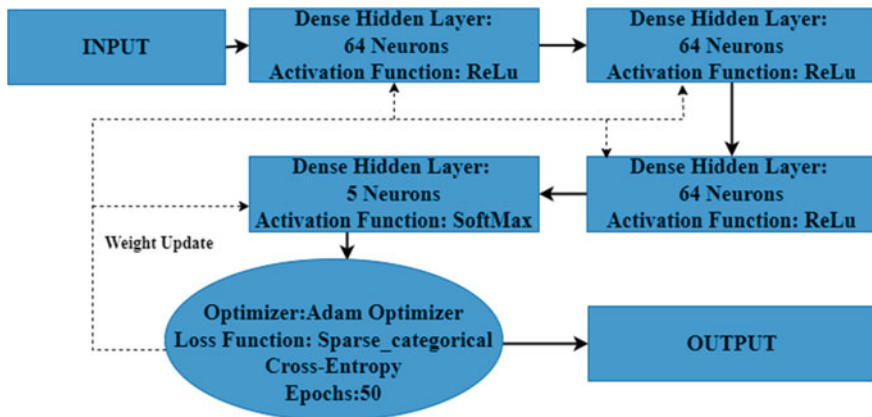 INPUT
Dense Hidden Layer:
64 Neurons
Activation Function: ReLu
Dense Hidden Layer:
64 Neurons
Activation Function: ReLu
Dense Hidden Layer:
64 Neurons
Activation Function: ReLu
Dense Hidden Layer:
5 Neurons
Activation Function: SoftMax
Weight Update
Optimizer:Adam Optimizer
Loss Function: Sparse_categorical
Cross-Entropy
Epochs:50
OUTPUT